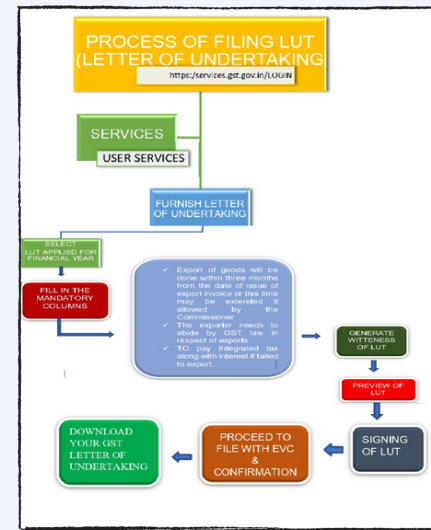 PROCESS OF FILING LUT
(LETTER OF UNDERTAKING
https:/services.gst.gov.in/LOGIN
SERVICES
USER SERVICES
FURNISH LETTER
OF UNDERTAKING
SELECT
LUT APPLIED FOR
FINANCIAL YEAR
FILL IN THE
MANDATORY
COLUMNS
✓ Export of goods will be
done within three months
from the date of issue of
export invoice or this time
may be extended if
allowed by the
Commissioner
✓ The exporter needs to
abide by GST law in
respect of exports
✓ TO pay Integrated tax
along with interest if failed
to export.
GENERATE
WITTENESS
OF LUT
PREVIEW OF
LUT
SIGNING
OF LUT
PROCEED TO
FILE WITH EVC
&
CONFIRMATION
DOWNLOAD
YOUR GST
LETTER OF
UNDERTAKING